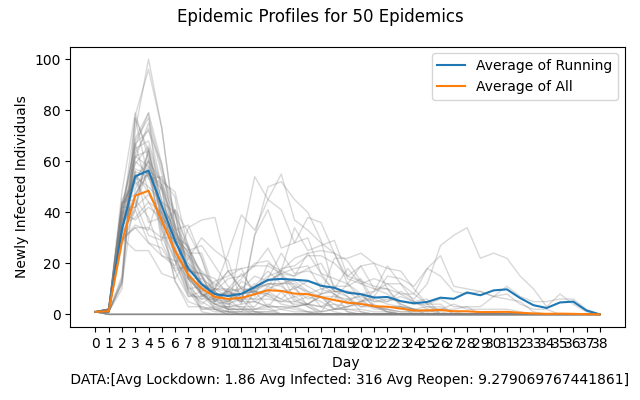 Epidemic Profiles for 50 Epidemics
Average of Running
Average of All
Newly Infected Individuals
100
80
60
40
20
0
0 1 2 3 4 5 6 7 8 9 10 11 12 13 14 15 16 17 18 19 20 21 22 23 24 25 26 27 28 29 30 31 32 33 34 35 36 37 38
Day
DATA:[Avg Lockdown: 1.86 Avg Infected: 316 Avg Reopen: 9.279069767441861]